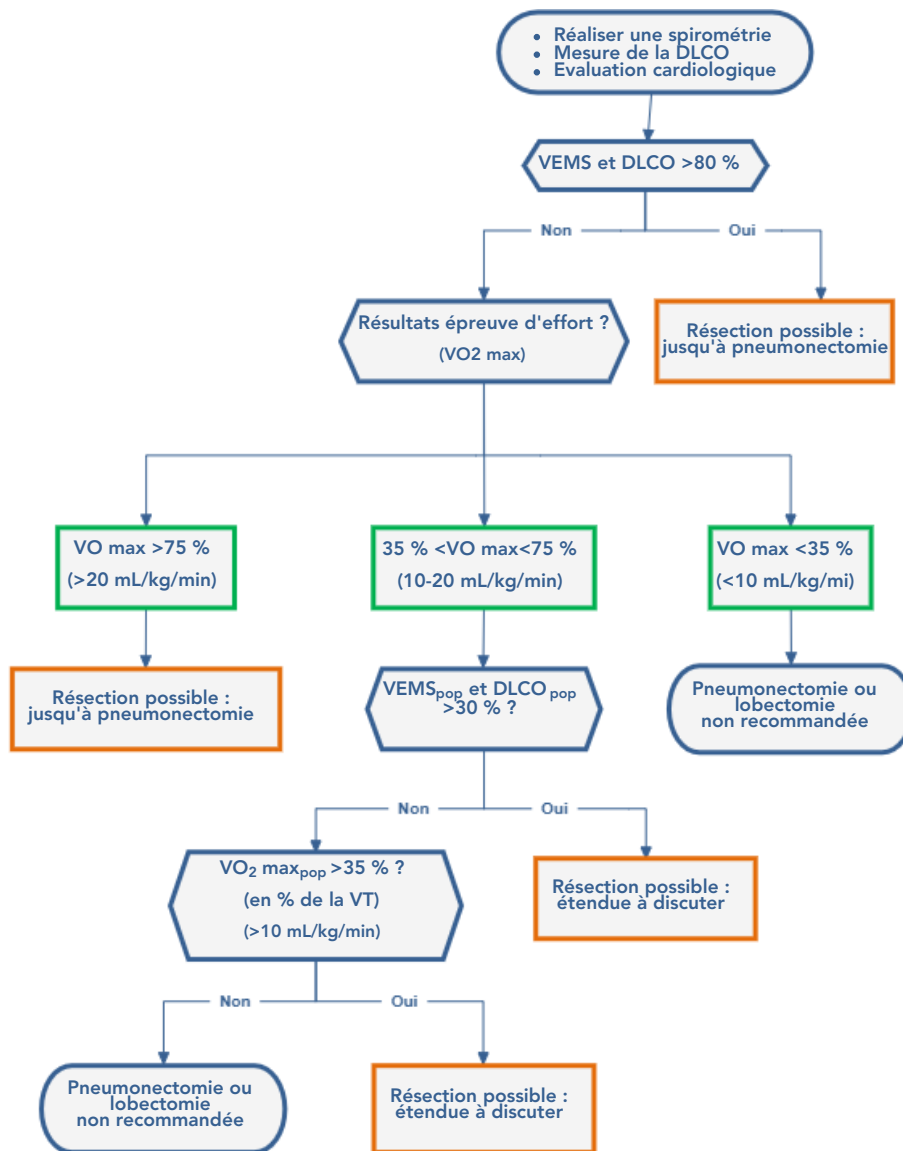 • Réaliser une spirométrie
• Mesure de la DLCO
• Evaluation cardiologique
VEMS et DLCO >80 %
Non
Oui
Résultats épreuve d'effort ?
(VO2 max)
Résection possible :
jusqu'à pneumonectomie
VO max >75 %
(>20 mL/kg/min)
35 % <VO max<75 %
(10-20 mL/kg/min)
VO max <35 %
(<10 mL/kg/mi)
Résection possible :
jusqu'à pneumonectomie
VEMSpop et DLCO pop
>30 % ?
Pneumonectomie ou
lobectomie
non recommandée
Non
Oui
VO2 maxpop >35 % ?
(en % de la VT)
(>10 mL/kg/min)
Résection possible :
étendue à discuter
Non
Oui
Pneumonectomie ou
lobectomie
non recommandée
Résection possible :
étendue à discuter